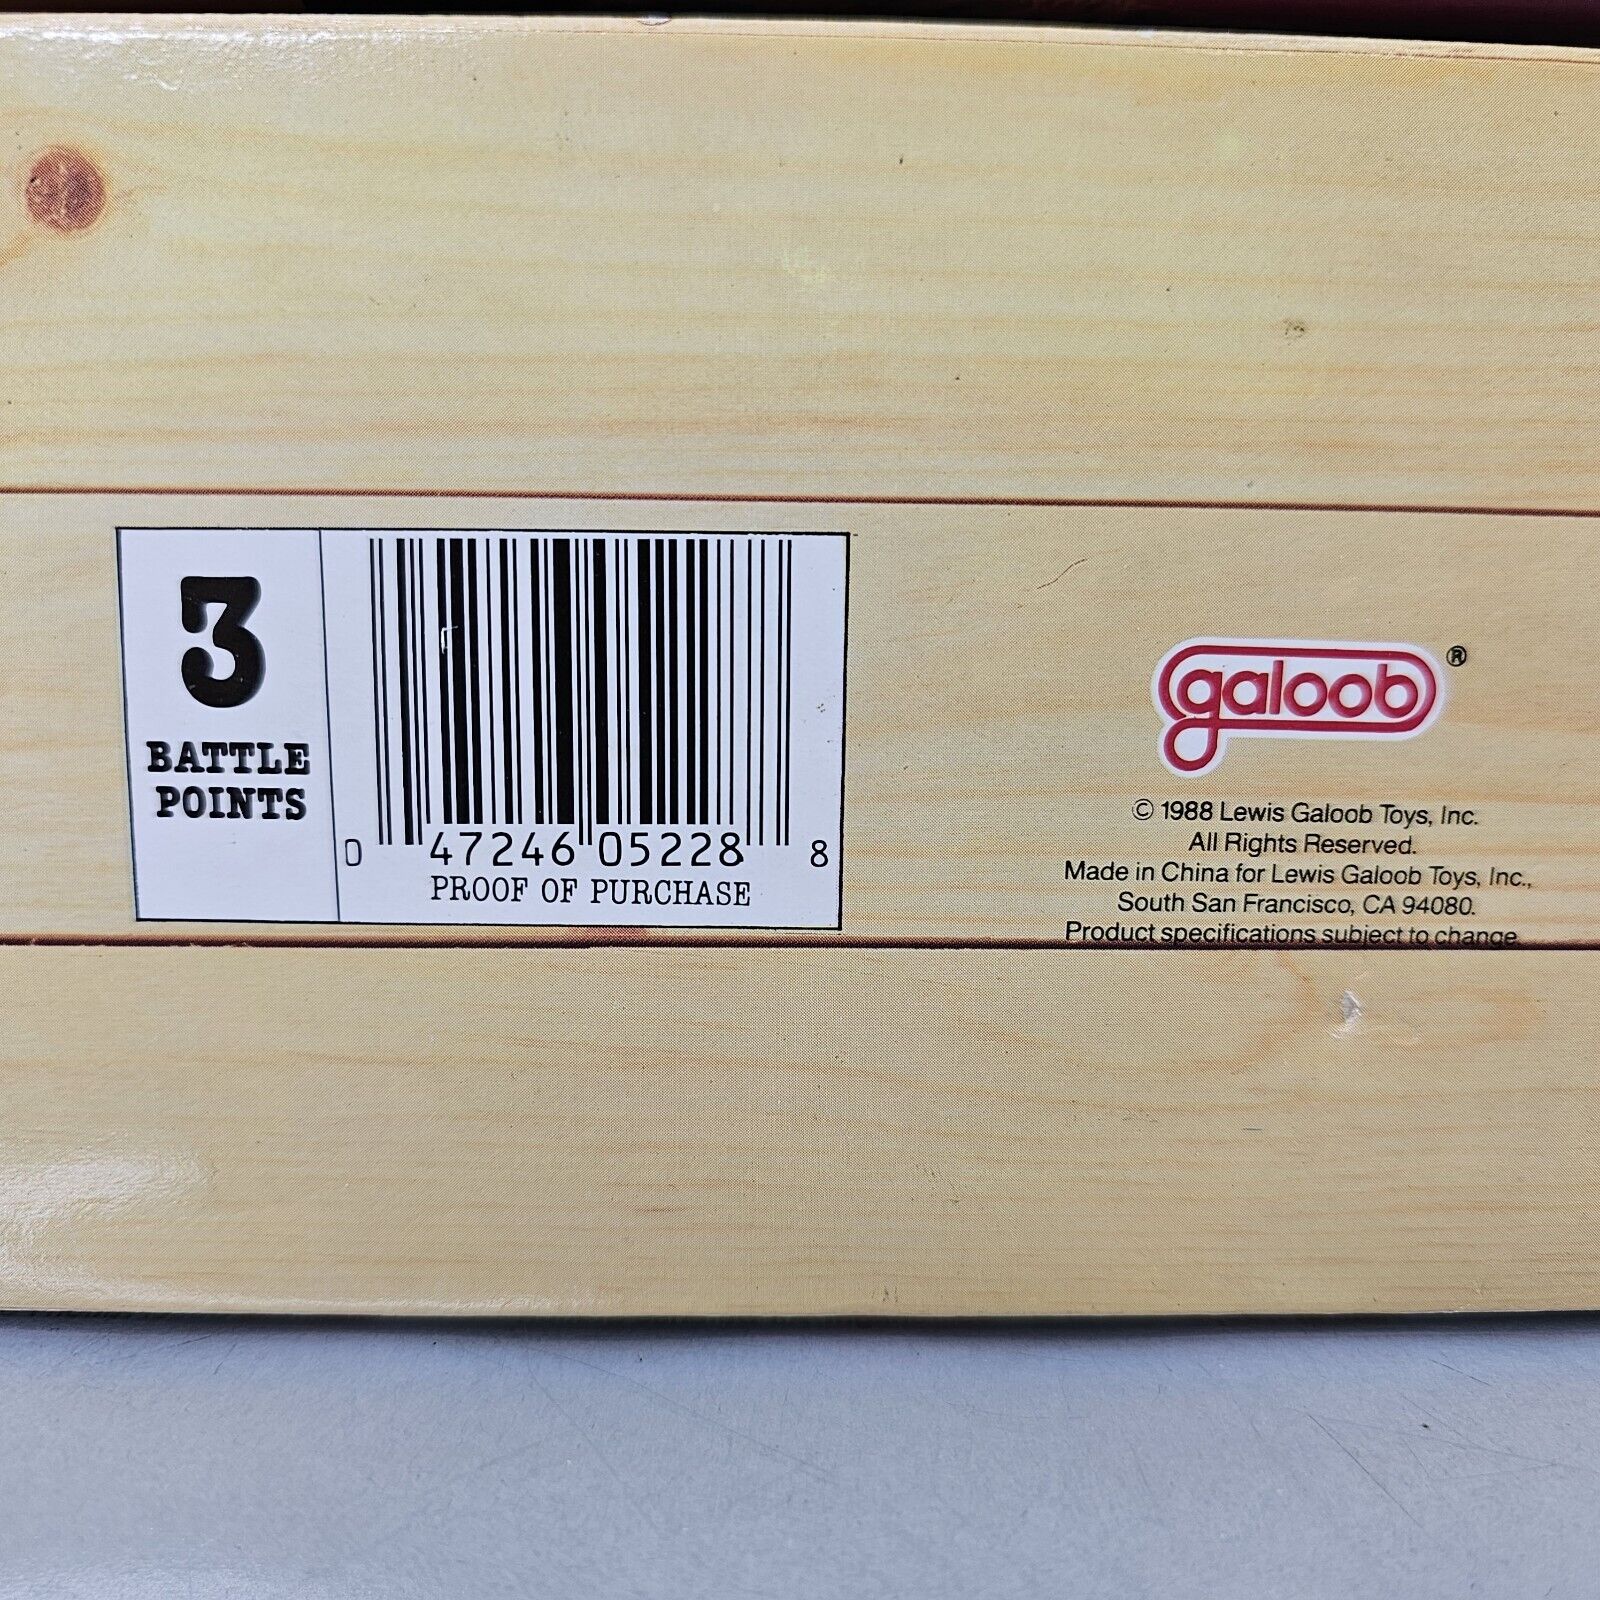 3
BATTLE
POINTS
0 47246 05228 8
PROOF OF PURCHASE
galoob ®
© 1988 Lewis Galoob Toys, Inc.
All Rights Reserved.
Made in China for Lewis Galoob Toys, Inc.,
South San Francisco, CA 94080.
Product specifications subject to change.